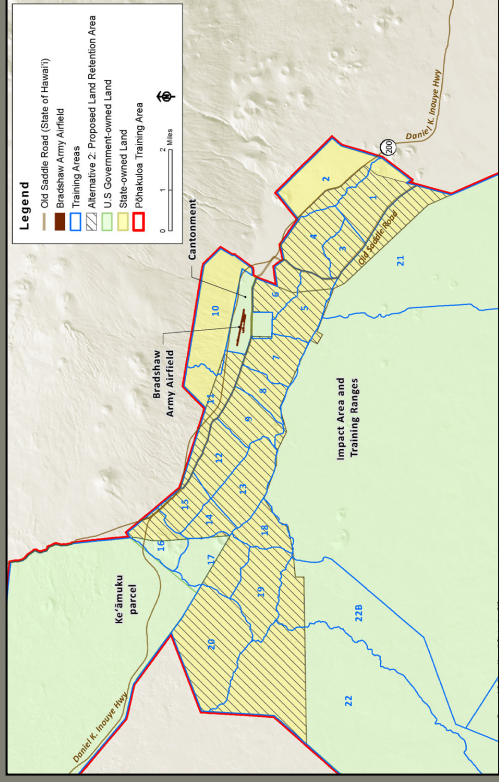 Legend
Old Saddle Road (State of Hawai'i)
Bradshaw Army Airfield
Training Areas
Alternative 2: Proposed Land Retention Area
U.S Government-owned Land
State-owned Land
Pōhakuloa Training Area
0
1
2
Miles
Daniel K. Inouye Hwy
200
Cantonment
Bradshaw
Army Airfield
Old Saddle Road
Impact Area and
Training Ranges
Ke'āmuku
parcel
Daniel K. Inouye Hwy
1
2
3
4
5
6
7
8
9
10
11
12
13
14
15
16
17
18
19
20
21
22
22B